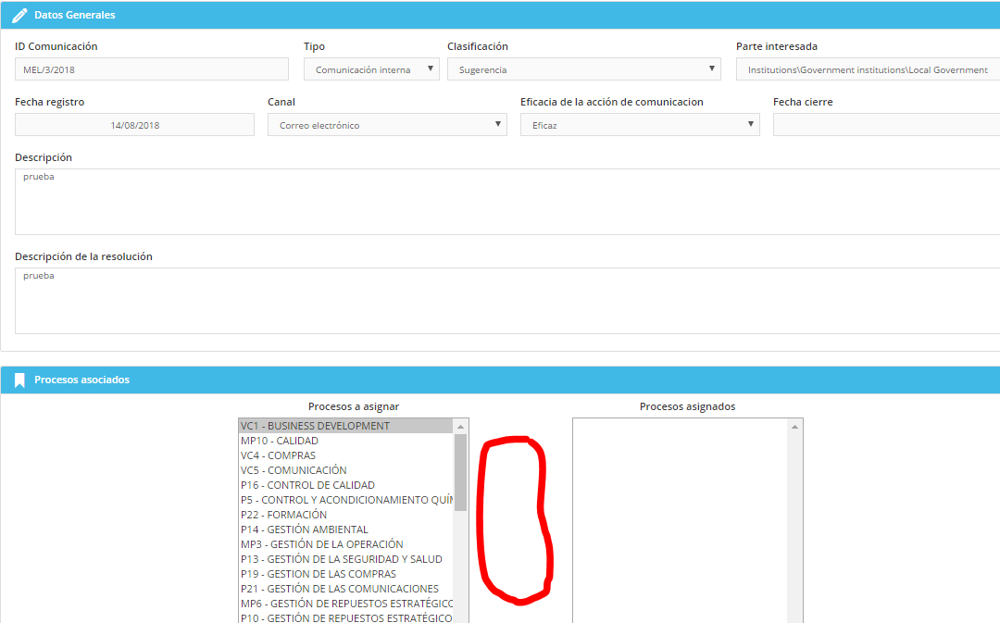 Datos Generales
ID Comunicación Tipo Clasificación Parte interesada
MEL/3/2018 Comunicación interna Sugerencia Institutions\Government institutions\Local Government
Fecha registro Canal Eficacia de la acción de comunicacion Fecha cierre
14/08/2018 Correo electrónico Eficaz
Descripción
prueba
Descripción de la resolución
prueba
Procesos asociados
Procesos a asignar Procesos asignados
VC1 - BUSINESS DEVELOPMENT
MP10 - CALIDAD
VC4 - COMPRAS
VC5 - COMUNICACIÓN
P16 - CONTROL DE CALIDAD
P5 - CONTROL Y ACONDICIONAMIENTO QUÍM
P22 - FORMACIÓN
P14 - GESTIÓN AMBIENTAL
MP3 - GESTIÓN DE LA OPERACIÓN
P13 - GESTIÓN DE LA SEGURIDAD Y SALUD
P19 - GESTION DE LAS COMPRAS
P21 - GESTIÓN DE LAS COMUNICACIONES
MP6 - GESTIÓN DE REPUESTOS ESTRATÉGICO
P10 - GESTIÓN DE REPUESTOS ESTRATÉGICO